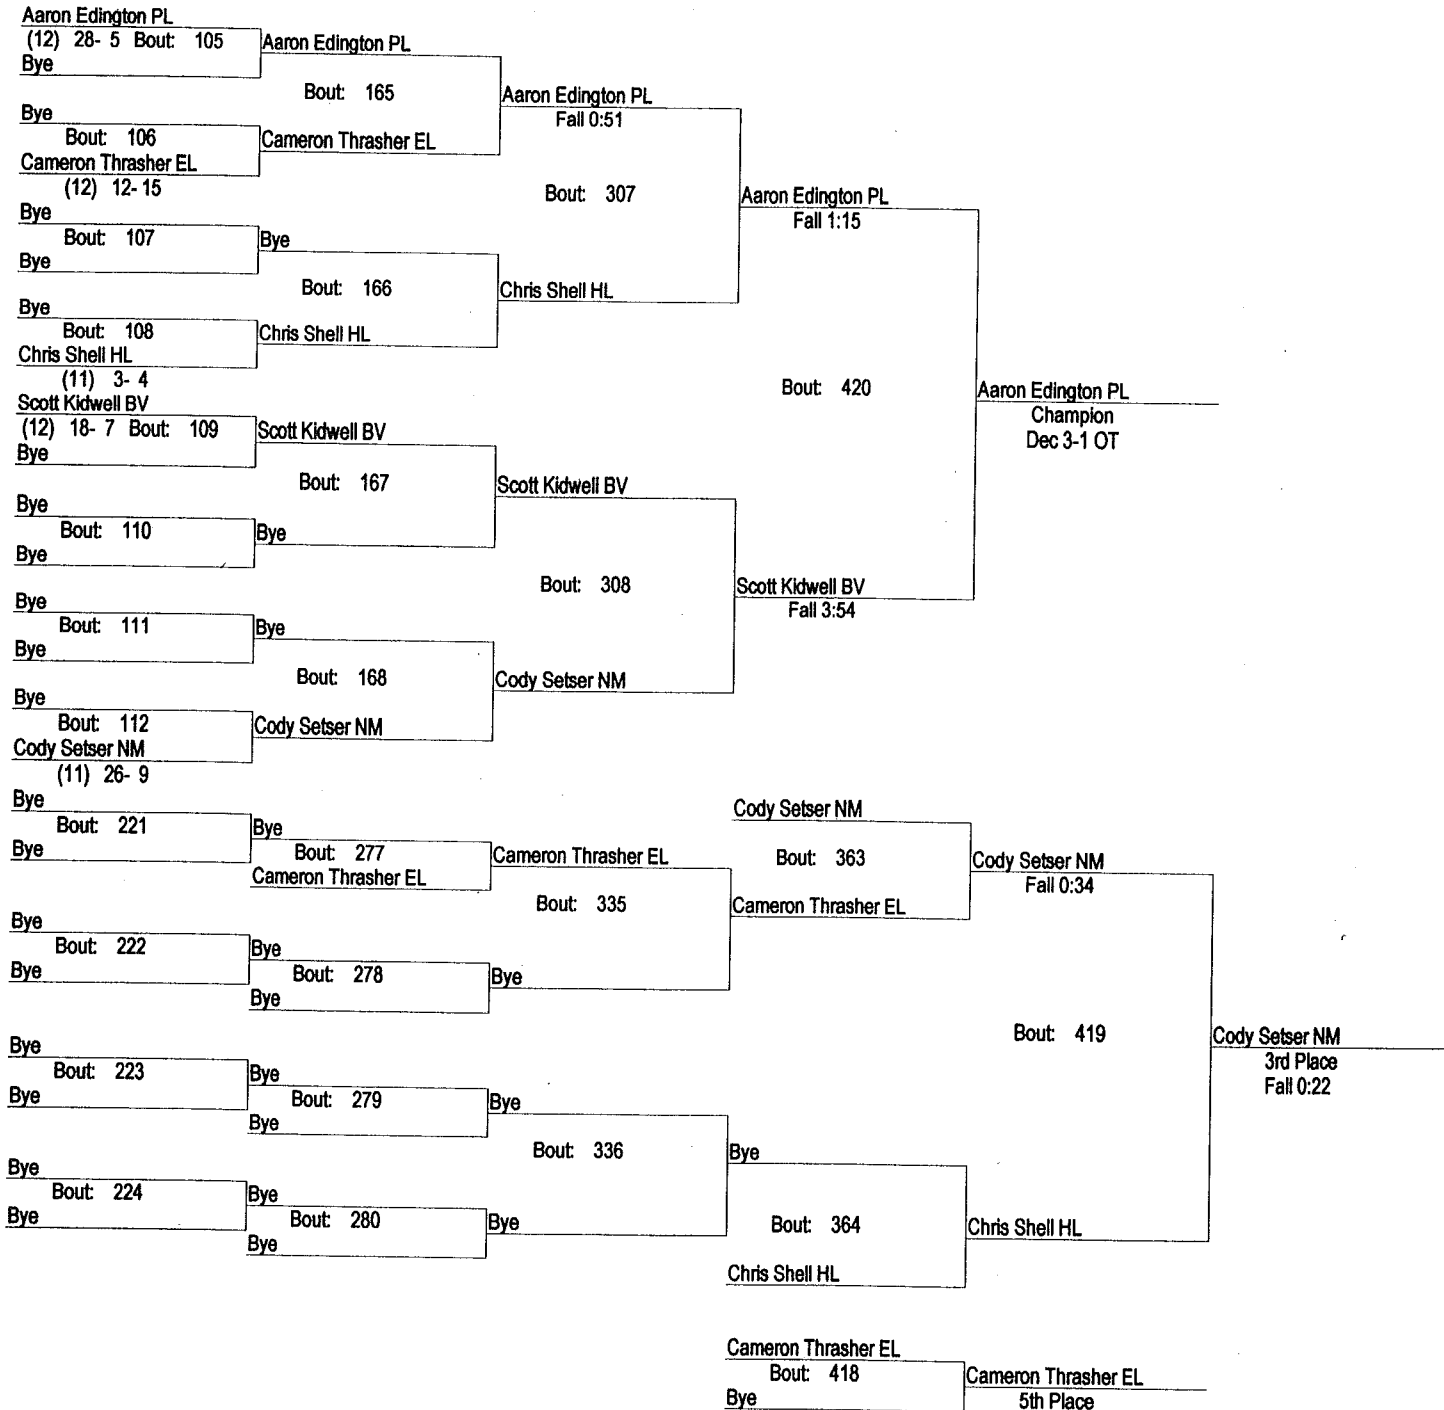 Aaron Edington PL
(12) 28- 5 Bout: 105
Bye
Aaron Edington PL
Bout: 165
Bye
Bout: 106
Cameron Thrasher EL
(12) 12- 15
Cameron Thrasher EL
Aaron Edington PL
Fall 0:51
Bout: 307
Bye
Bout: 107
Bye
Bye
Bout: 166
Bye
Bout: 108
Chris Shell HL
(11) 3- 4
Chris Shell HL
Chris Shell HL
Aaron Edington PL
Fall 1:15
Bout: 420
Aaron Edington PL
Champion
Dec 3-1 OT
Scott Kidwell BV
(12) 18- 7 Bout: 109
Bye
Scott Kidwell BV
Bout: 167
Bye
Bout: 110
Bye
Bye
Scott Kidwell BV
Bout: 308
Scott Kidwell BV
Fall 3:54
Bye
Bout: 111
Bye
Bye
Bout: 168
Bye
Bout: 112
Cody Setser NM
(11) 26- 9
Cody Setser NM
Cody Setser NM
Bye
Bout: 221
Bye
Bye
Bout: 277
Cameron Thrasher EL
Cameron Thrasher EL
Bout: 335
Cody Setser NM
Bout: 363
Cameron Thrasher EL
Cody Setser NM
Fall 0:34
Bye
Bout: 222
Bye
Bye
Bout: 278
Bye
Bye
Bout: 419
Cody Setser NM
3rd Place
Fall 0:22
Bye
Bout: 223
Bye
Bye
Bout: 279
Bye
Bye
Bout: 336
Bye
Bye
Bout: 224
Bye
Bye
Bout: 280
Bye
Bye
Bout: 364
Chris Shell HL
Chris Shell HL
Cameron Thrasher EL
Bout: 418
Bye
Cameron Thrasher EL
5th Place